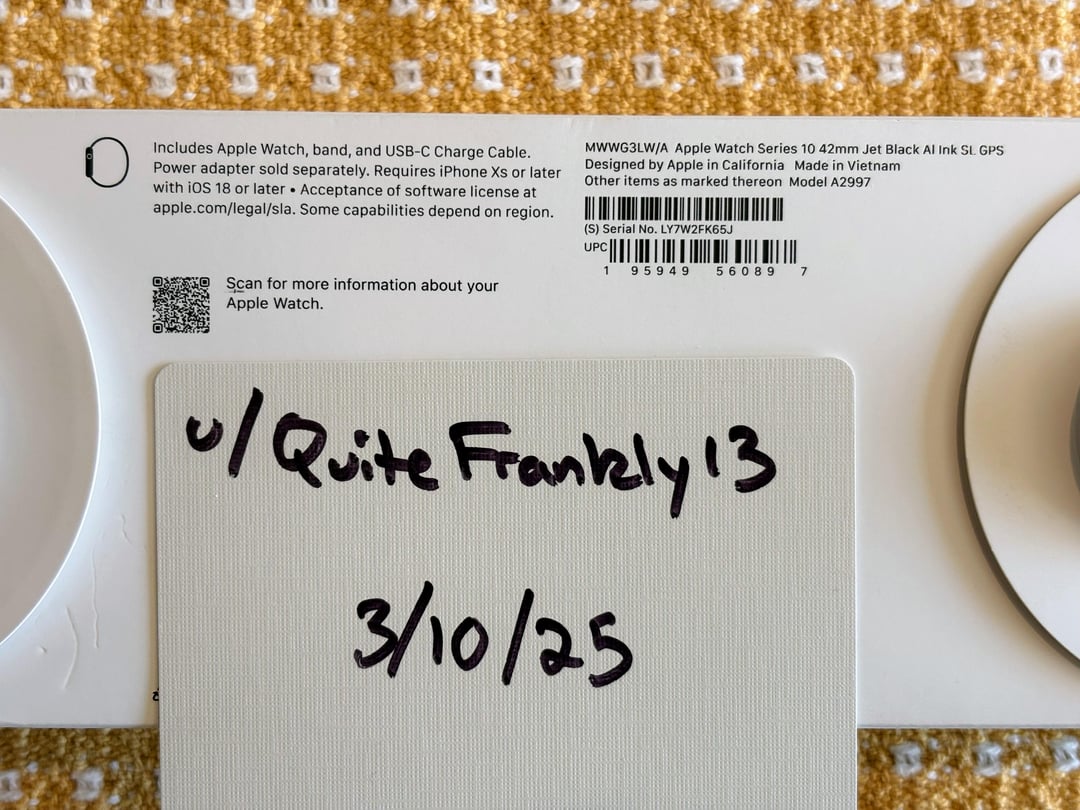 Includes Apple Watch, band, and USB-C Charge Cable.
Power adapter sold separately. Requires iPhone Xs or later
with iOS 18 or later • Acceptance of software license at
apple.com/legal/sla. Some capabilities depend on region.
Scan for more information about your
Apple Watch.
MWWG3LW/A Apple Watch Series 10 42mm Jet Black Al Ink SL GPS
Designed by Apple in California Made in Vietnam
Other items as marked thereon Model A2997
(S) Serial No. LY7W2FK65J
UPC
1 95949 56089 7
u/QuiteFrankly13
3/10/25